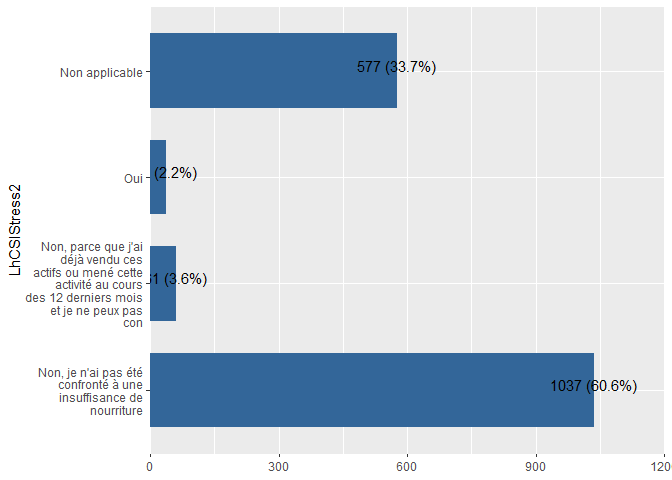 LhCSIStress2
Non applicable
577 (33.7%)
Oui
(2.2%)
Non, parce que j'ai
déjà vendu ces
actifs ou mené cette
activité au cours
des 12 derniers mois
et je ne peux pas
con
(3.6%)
Non, je n'ai pas été
confronté à une
insuffisance de
nourriture
1037 (60.6%)
0
300
600
900